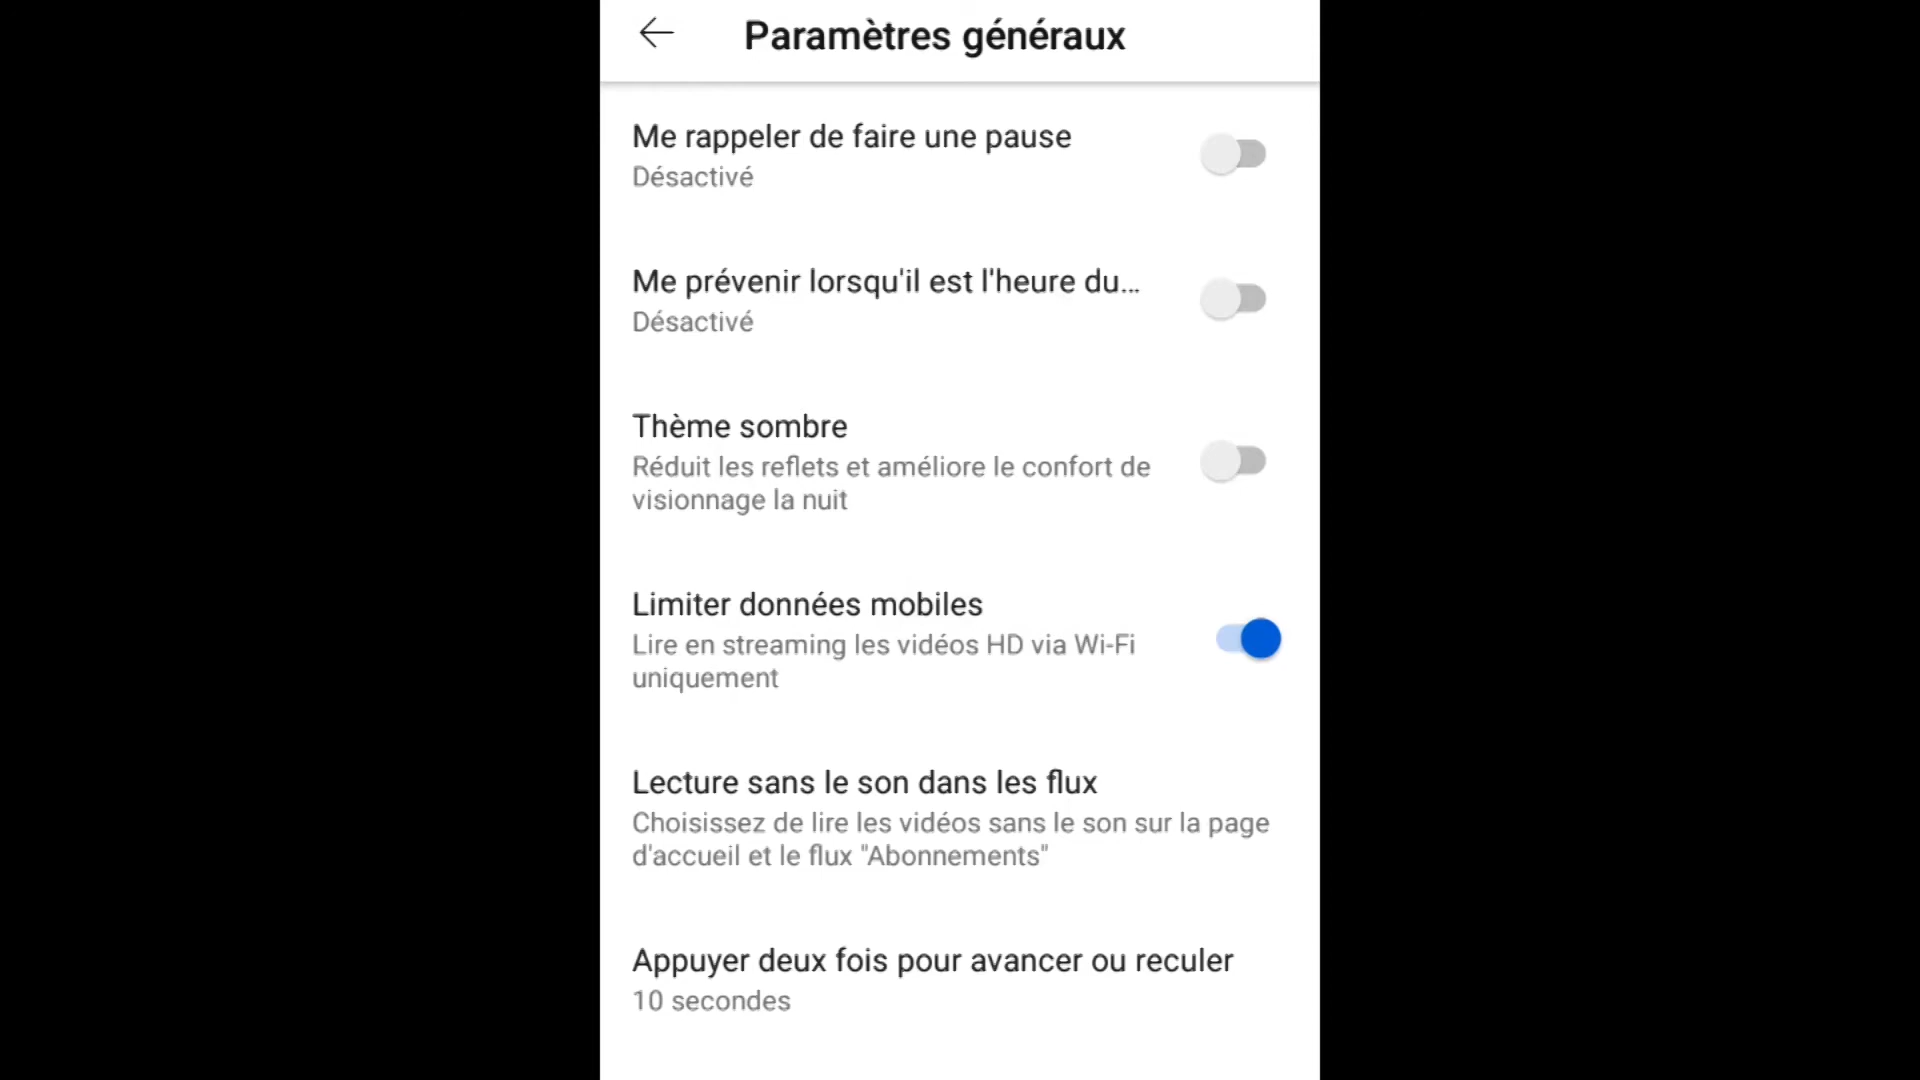 Paramètres généraux
Me rappeler de faire une pause
Désactivé
Me prévenir lorsqu'il est l'heure du...
Désactivé
Thème sombre
Réduit les reflets et améliore le confort de
visionnage la nuit
Limiter données mobiles
Lire en streaming les vidéos HD via Wi-Fi
uniquement
Lecture sans le son dans les flux
Choisissez de lire les vidéos sans le son sur la page
d'accueil et le flux "Abonnements"
Appuyer deux fois pour avancer ou reculer
10 secondes